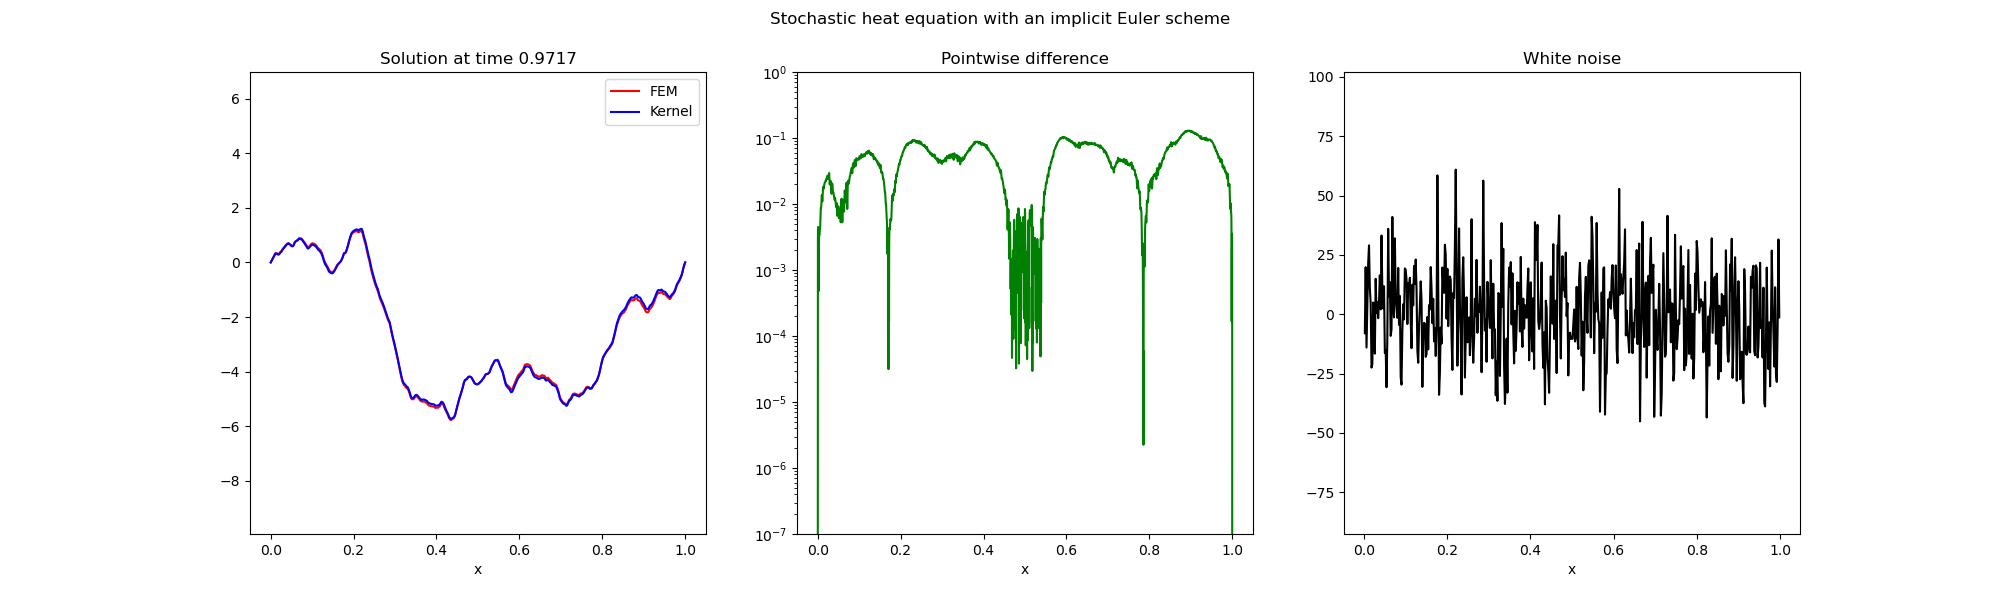 Stochastic heat equation with an implicit Euler scheme
Solution at time 0.9717
6
4
2
0
−2
−4
−6
−8
0.0 0.2 0.4 0.6 0.8 1.0
x
FEM
Kernel
Pointwise difference
10⁰
10⁻¹
10⁻²
10⁻³
10⁻⁴
10⁻⁵
10⁻⁶
10⁻⁷
0.0 0.2 0.4 0.6 0.8 1.0
x
White noise
100
75
50
25
0
−25
−50
−75
0.0 0.2 0.4 0.6 0.8 1.0
x